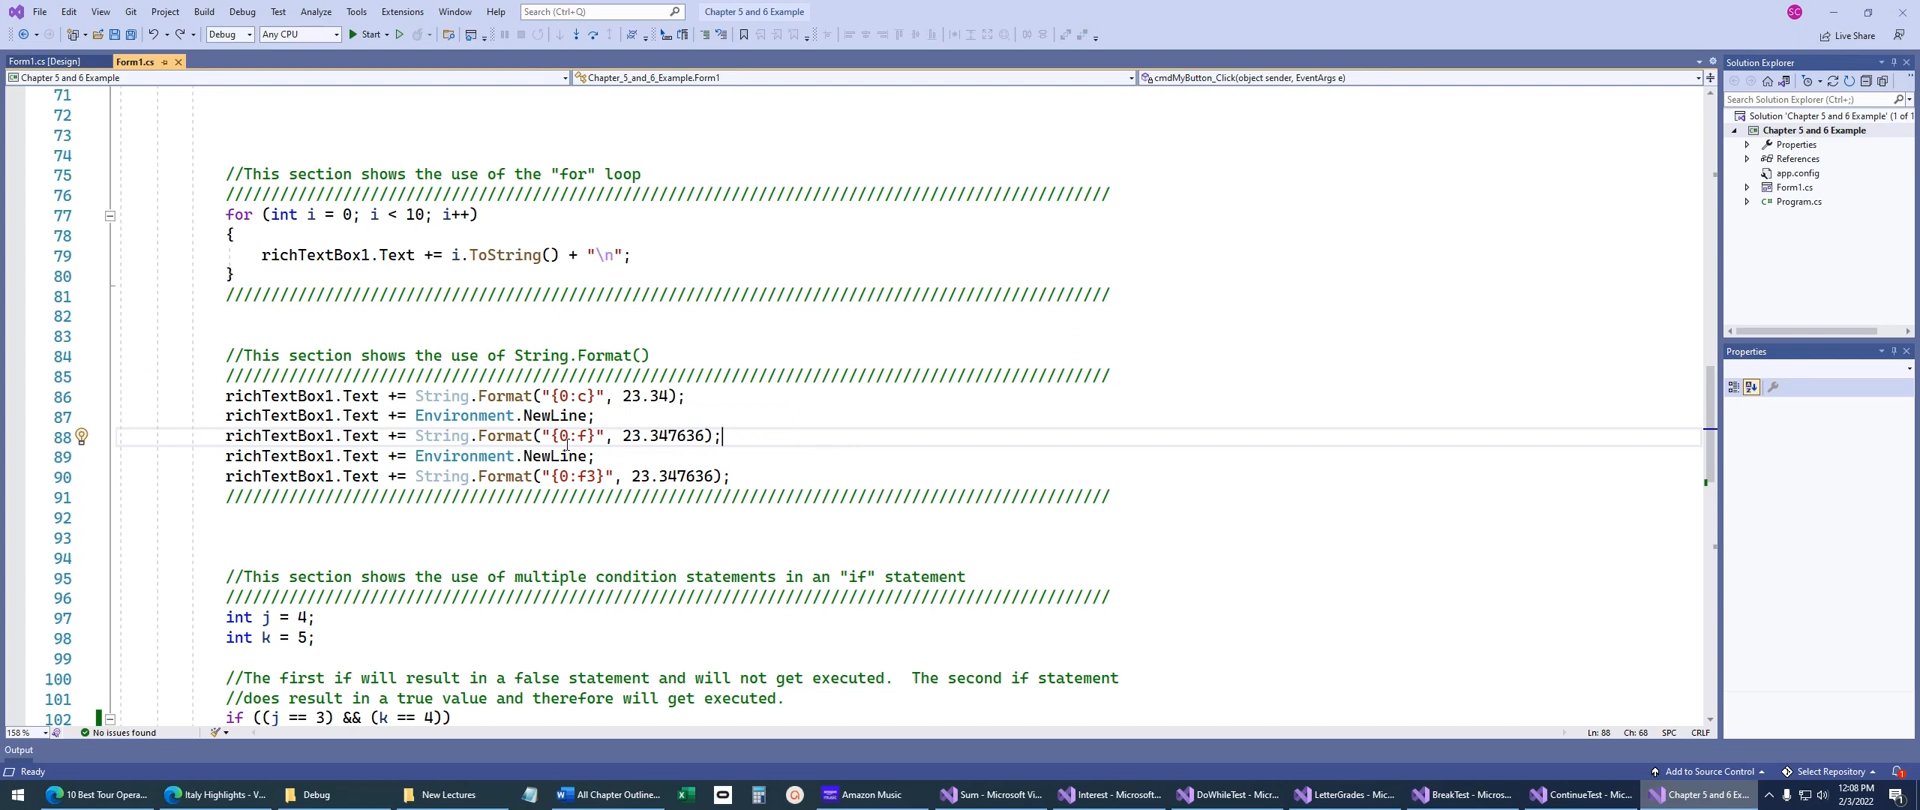 File Edit View Git Project Build Debug Test Analyze Tools Extensions Window Help Search (Ctrl+Q) Chapter 5 and 6 Example SC
Debug Any CPU Start Live Share
Form1.cs [Design] Form1.cs
Chapter 5 and 6 Example Chapter_5_and_6_Example.Form1 cmdMyButton_Click(object sender, EventArgs e)
71
72
73
74
75 //This section shows the use of the "for" loop
76 //////////////////////////////////////////////////////////////////////////////////////////////////
77 for (int i = 0; i < 10; i++)
78 {
79 richTextBox1.Text += i.ToString() + "\n";
80 }
81 //////////////////////////////////////////////////////////////////////////////////////////////////
82
83
84 //This section shows the use of String.Format()
85 //////////////////////////////////////////////////////////////////////////////////////////////////
86 richTextBox1.Text += String.Format("{0:c}", 23.34);
87 richTextBox1.Text += Environment.NewLine;
88 richTextBox1.Text += String.Format("{0:f}", 23.347636);
89 richTextBox1.Text += Environment.NewLine;
90 richTextBox1.Text += String.Format("{0:f3}", 23.347636);
91 //////////////////////////////////////////////////////////////////////////////////////////////////
92
93
94
95 //This section shows the use of multiple condition statements in an "if" statement
96 //////////////////////////////////////////////////////////////////////////////////////////////////
97 int j = 4;
98 int k = 5;
99
100 //The first if will result in a false statement and will not get executed.  The second if statement
101 //does result in a true value and therefore will get executed.
102 if ((j == 3) && (k == 4))
158 % No issues found Ln: 88 Ch: 68 SPC CRLF
Solution Explorer
Search Solution Explorer (Ctrl+;)
Solution 'Chapter 5 and 6 Example' (1 of 1
Chapter 5 and 6 Example
Properties
References
app.config
Form1.cs
Program.cs
Properties
Output
Ready Add to Source Control Select Repository 1
10 Best Tour Opera... Italy Highlights - V... Debug New Lectures All Chapter Outline... Amazon Music Sum - Microsoft Vi... Interest - Microsof... DoWhileTest - Micr... LetterGrades - Mic... BreakTest - Micros... ContinueTest - Mic... Chapter 5 and 6 Ex... 12:08 PM
2/3/2022 1